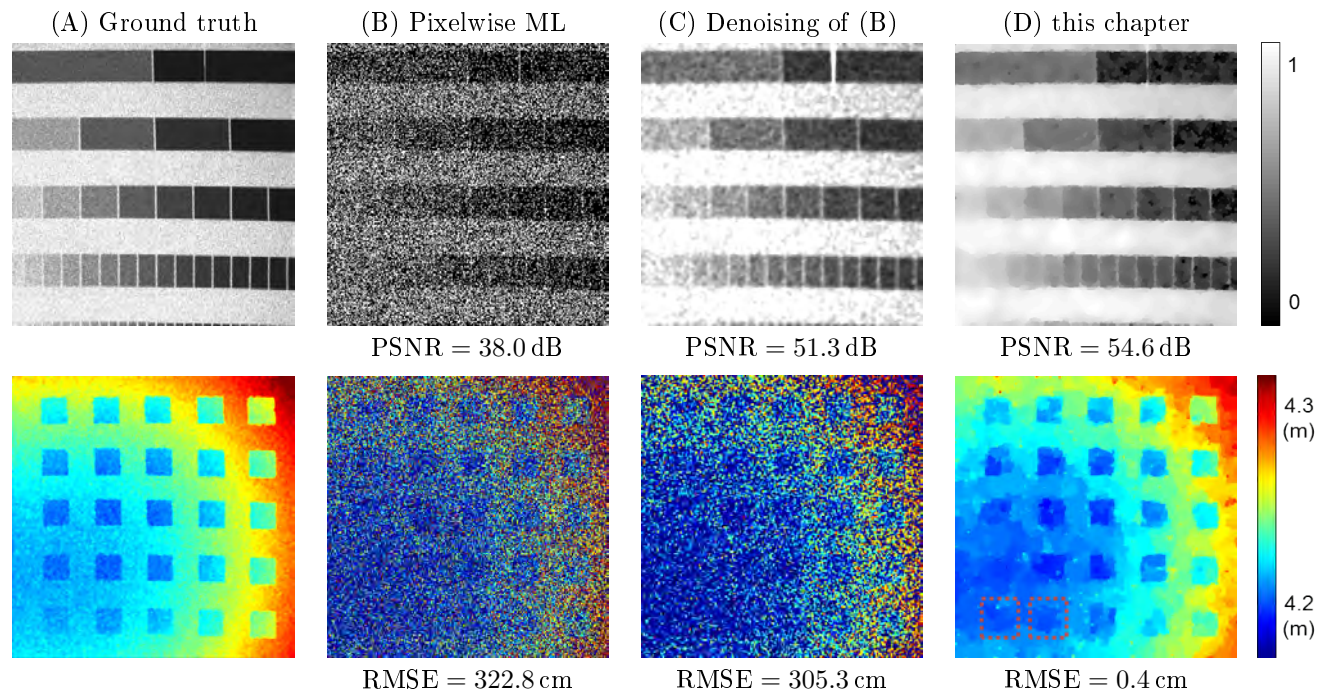 (A) Ground truth
(B) Pixelwise ML
(C) Denoising of (B)
(D) this chapter
1
0
PSNR = 38.0 dB
PSNR = 51.3 dB
PSNR = 54.6 dB
4.3
(m)
4.2
(m)
RMSE = 322.8 cm
RMSE = 305.3 cm
RMSE = 0.4 cm